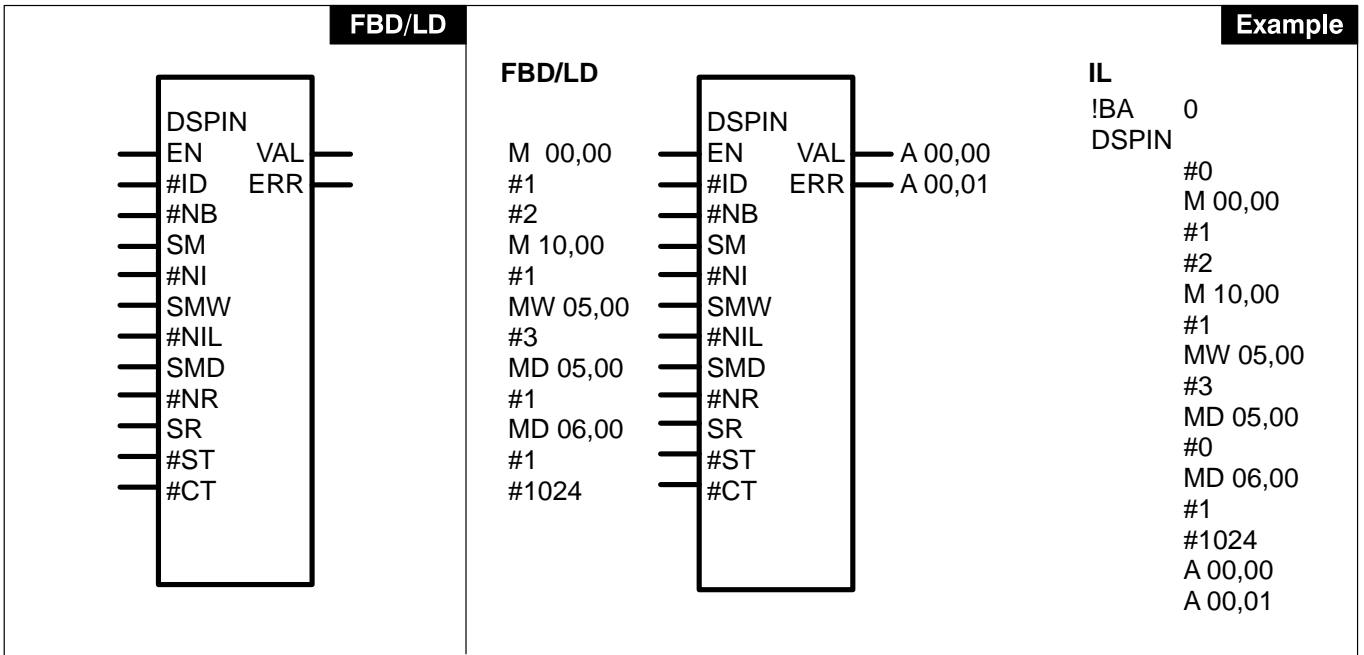 FBD/LD
DSPIN
EN VAL
#ID ERR
#NB
SM
#NI
SMW
#NIL
SMD
#NR
SR
#ST
#CT
Example
FBD/LD
DSPIN
M 00,00 EN VAL A 00,00
#1 #ID ERR A 00,01
#2 #NB
M 10,00 SM
#1 #NI
MW 05,00 SMW
#3 #NIL
MD 05,00 SMD
#1 #NR
MD 06,00 SR
#1 #ST
#1024 #CT
IL
!BA 0
DSPIN
#0
M 00,00
#1
#2
M 10,00
#1
MW 05,00
#3
MD 05,00
#0
MD 06,00
#1
#1024
A 00,00
A 00,01